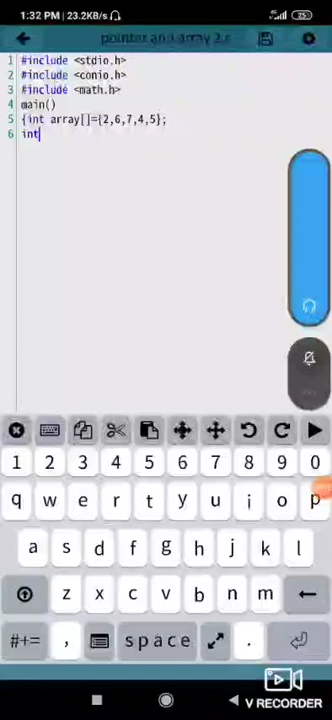 1:32 PM | 23.2KB/s
25
pointer and array 2.c
1 #include <stdio.h>
2 #include <conio.h>
3 #include <math.h>
4 main()
5 {int array[]={2,6,7,4,5};
6 int
1 2 3 4 5 6 7 8 9 0
q w e r t y u i o p
a s d f g h j k l
z x c v b n m
#+= , space .
V RECORDER